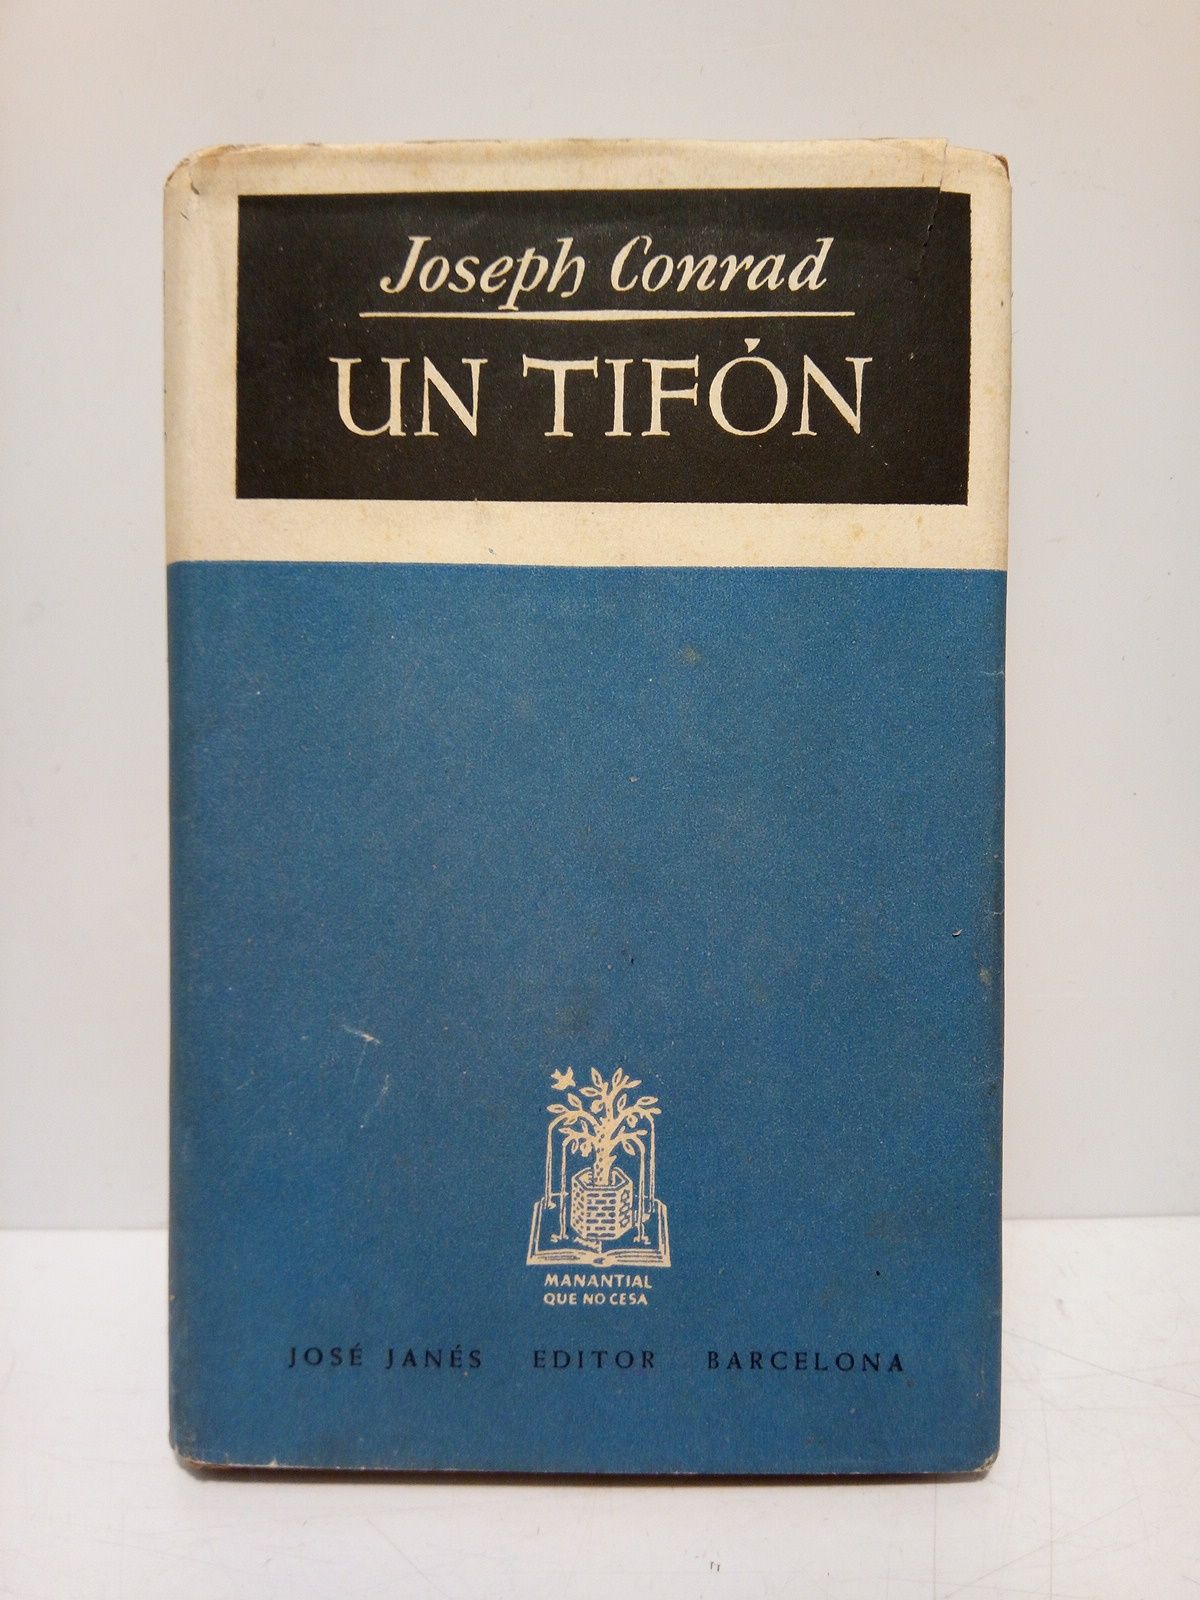 Joseph Conrad
UN TIFÓN
MANANTIAL
QUE NO CESA
JOSÉ JANÉS EDITOR BARCELONA